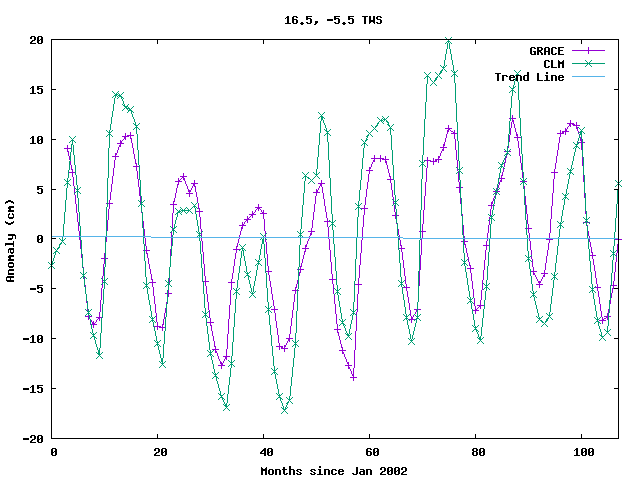 16.5, -5.5 TWS
GRACE
CLM
Trend Line
20
15
10
5
0
-5
-10
-15
-20
Anomaly (cm)
0 20 40 60 80 100
Months since Jan 2002